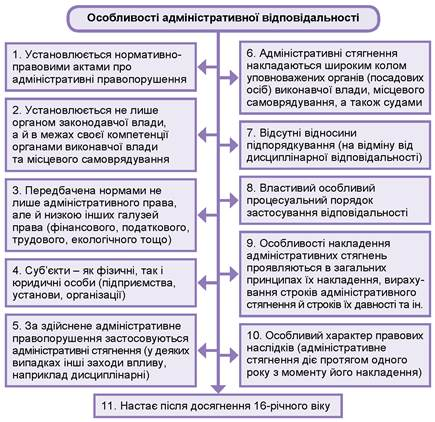 Особливості адміністративної відповідальності
1. Установлюється нормативно-
правовими актами про
адміністративні правопорушення
2. Установлюється не лише
органом законодавчої влади,
а й в межах своєї компетенції
органами виконавчої влади
та місцевого самоврядування
3. Передбачена нормами не
лише адміністративного права,
але й низкою інших галузей
права (фінансового, податкового,
трудового, екологічного тощо)
4. Суб’єкти – як фізичні, так і
юридичні особи (підприємства,
установи, організації)
5. За здійснене адміністративне
правопорушення застосовуються
адміністративні стягнення (у деяких
випадках інші заходи впливу,
наприклад дисциплінарні)
6. Адміністративні стягнення
накладаються широким колом
уповноважених органів (посадових
осіб) виконавчої влади, місцевого
самоврядування, а також судами
7. Відсутні відносини
підпорядкування (на відміну від
дисциплінарної відповідальності)
8. Властивий особливий
процесуальний порядок
застосування відповідальності
9. Особливості накладення
адміністративних стягнень
проявляються в загальних
принципах їх накладення, вираху-
вання строків адміністративного
стягнення й строків їх давності та ін.
10. Особливий характер правових
наслідків (адміністративне
стягнення діє протягом одного
року з моменту його накладення)
11. Настає після досягнення 16-річного віку